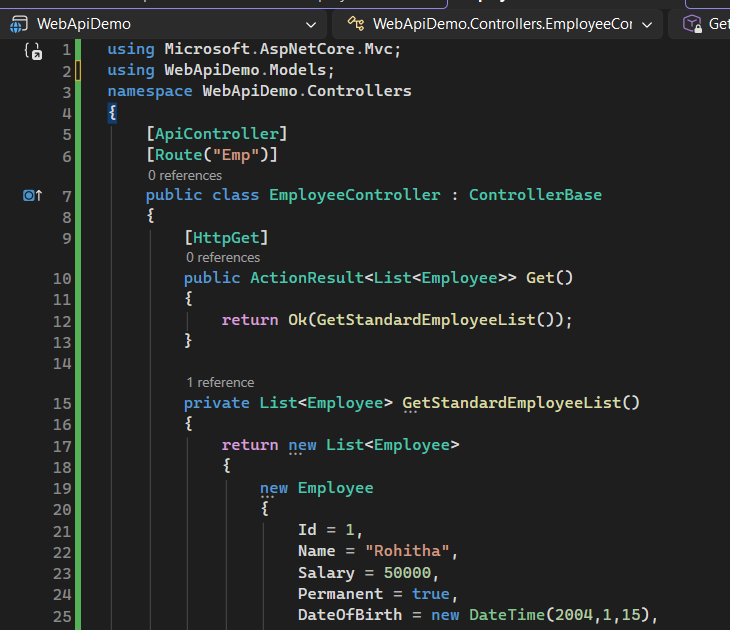 WebApiDemo WebApiDemo.Controllers.EmployeeCor Get
1 using Microsoft.AspNetCore.Mvc;
2 using WebApiDemo.Models;
3 namespace WebApiDemo.Controllers
4 {
5 [ApiController]
6 [Route("Emp")]
0 references
7 public class EmployeeController : ControllerBase
8 {
9 [HttpGet]
0 references
10 public ActionResult<List<Employee>> Get()
11 {
12 return Ok(GetStandardEmployeeList());
13 }
14
1 reference
15 private List<Employee> GetStandardEmployeeList()
16 {
17 return new List<Employee>
18 {
19 new Employee
20 {
21 Id = 1,
22 Name = "Rohitha",
23 Salary = 50000,
24 Permanent = true,
25 DateOfBirth = new DateTime(2004,1,15),